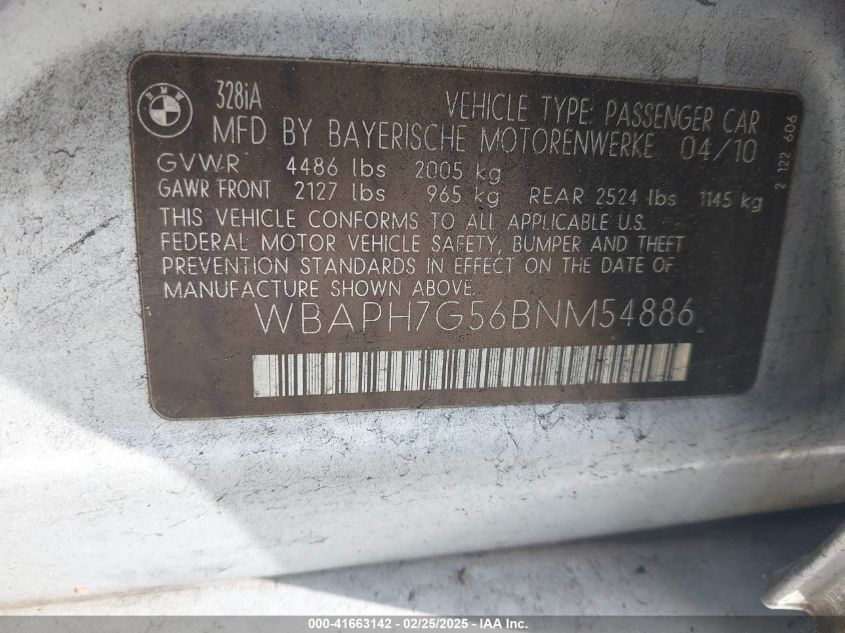 BMW
328iA
VEHICLE TYPE: PASSENGER CAR
MFD BY BAYERISCHE MOTORENWERKE 04/10
GVWR 4486 lbs 2005 kg
GAWR FRONT 2127 lbs 965 kg REAR 2524 lbs 1145 kg
THIS VEHICLE CONFORMS TO ALL APPLICABLE U.S.
FEDERAL MOTOR VEHICLE SAFETY, BUMPER AND THEFT
PREVENTION STANDARDS IN EFFECT ON THE DATE OF
MANUFACTURE SHOWN ABOVE.
WBAPH7G56BNM54886
2 122 606
000-41663142 - 02/25/2025 - IAA Inc.